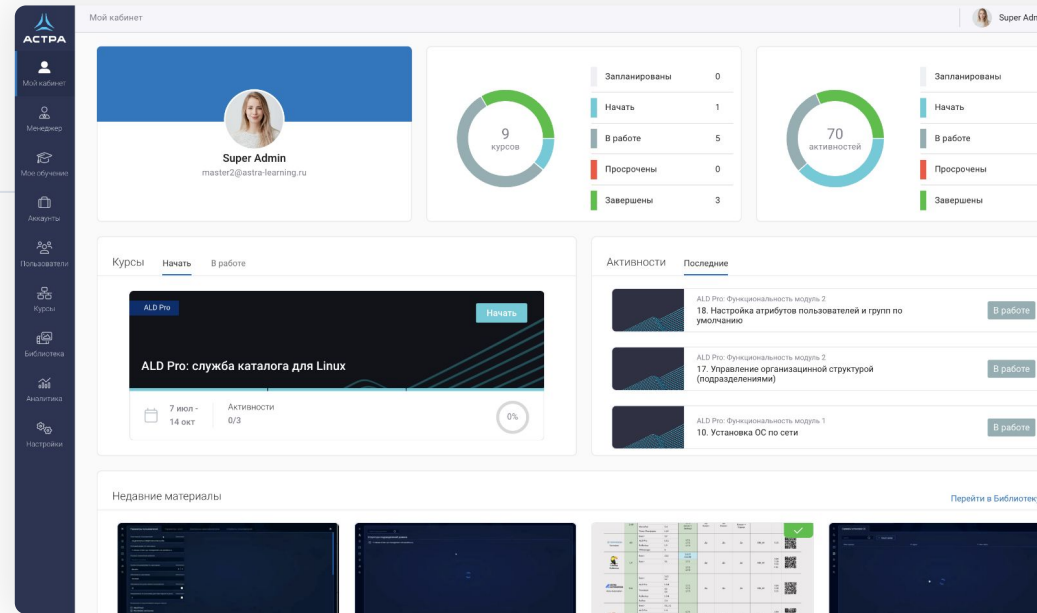 АСТРА
Мой кабинет
Менеджер
Мое обучение
Аккаунты
Пользователи
Курсы
Библиотека
Аналитика
Настройки
Мой кабинет
Super Adm
Super Admin
master2@astra-learning.ru
9
курсов
Запланированы 0
Начать 1
В работе 5
Просрочены 0
Завершены 3
70
активностей
Запланированы
Начать
В работе
Просрочены
Завершены
Курсы Начать В работе
ALD Pro
Начать
ALD Pro: служба каталога для Linux
7 июл -
14 окт
Активности
0/3
0%
Активности Последние
ALD Pro: Функциональность модуль 2
18. Настройка атрибутов пользователей и групп по
умолчанию
В работе
ALD Pro: Функциональность модуль 2
17. Управление организацинной структурой
(подразделениями)
В работе
ALD Pro: Функциональность модуль 1
10. Установка ОС по сети
В работе
Недавние материалы
Перейти в Библиотеку